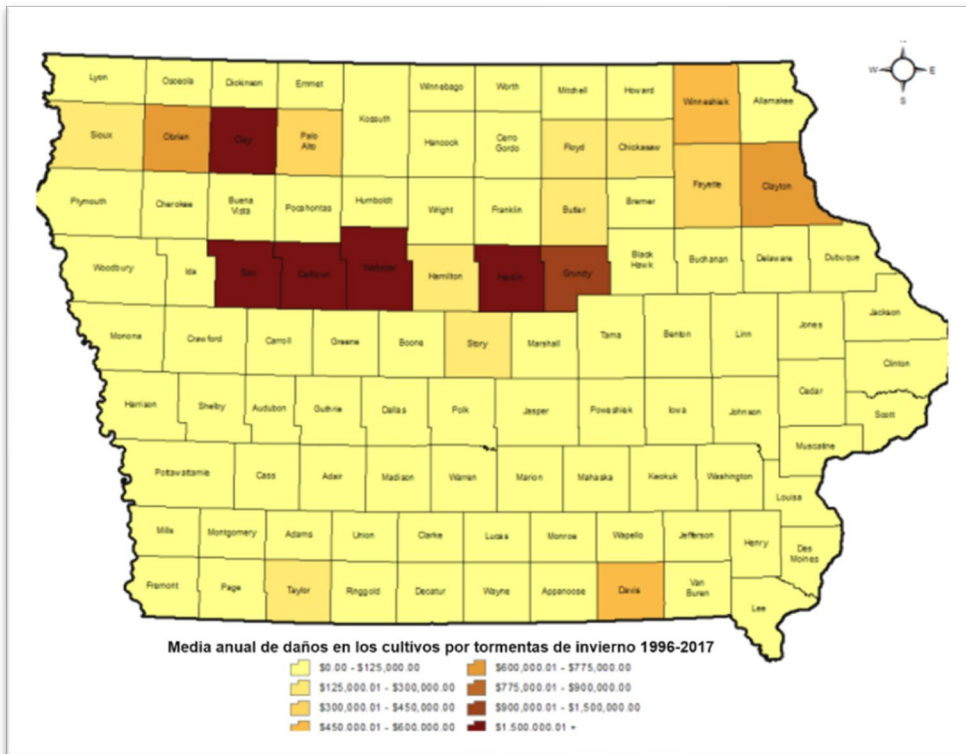 Lyon Osceola Dickinson Emmet Winnebago Worth Mitchell Howard Winneshiek Allamakee
Kossuth
Sioux Obrien Clay Palo
Alto
Hancock Cerro
Gordo
Floyd Chickasaw
Fayette Clayton
Plymouth Cherokee Buena
Vista
Pocahontas Humboldt Wright Franklin Butler Bremer
Woodbury Ida Sac Calhoun Webster Hamilton Hardin Grundy Black
Hawk
Buchanan Delaware Dubuque
Monona Crawford Carroll Greene Boone Story Marshall Tama Benton Linn Jones Jackson
Clinton
Cedar
Harrison Shelby Audubon Guthrie Dallas Polk Jasper Poweshiek Iowa Johnson Scott
Muscatine
Pottawattamie Cass Adair Madison Warren Marion Mahaska Keokuk Washington
Louisa
Mills Montgomery Adams Union Clarke Lucas Monroe Wapello Jefferson Henry Des
Moines
Fremont Page Taylor Ringgold Decatur Wayne Appanoose Davis Van
Buren
Lee
W E
S
Media anual de daños en los cultivos por tormentas de invierno 1996-2017
$0.00 - $125,000.00
$125,000.01 - $300,000.00
$300,000.01 - $450,000.00
$450,000.01 - $600,000.00
$600,000.01 - $775,000.00
$775,000.01 - $900,000.00
$900,000.01 - $1,500,000.00
$1,500,000.01 +